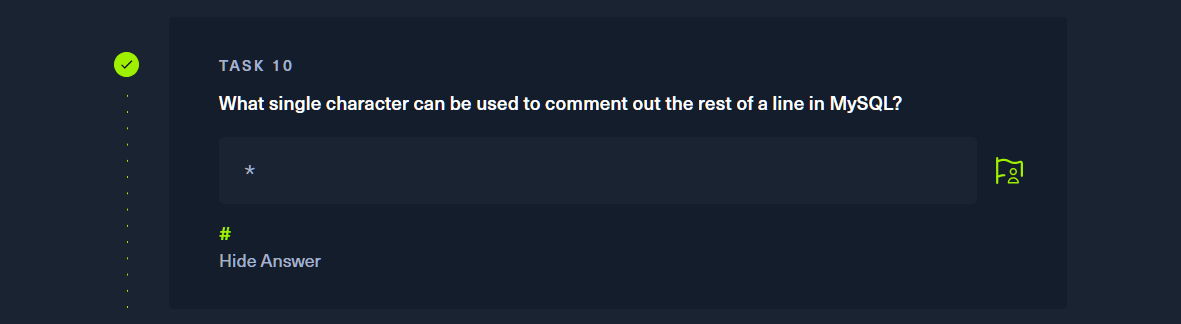 TASK 10
What single character can be used to comment out the rest of a line in MySQL?
*
#
Hide Answer